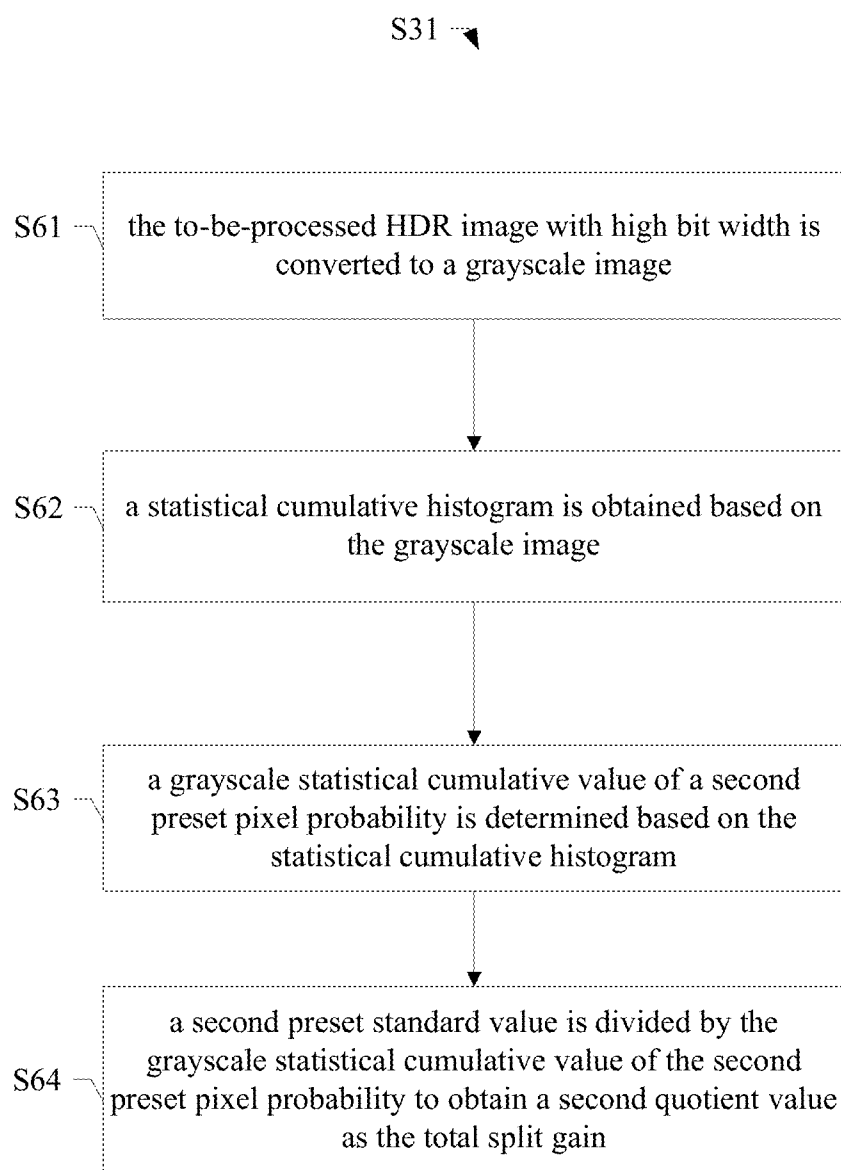 S31
S61
the to-be-processed HDR image with high bit width is
converted to a grayscale image
S62
a statistical cumulative histogram is obtained based on
the grayscale image
S63
a grayscale statistical cumulative value of a second
preset pixel probability is determined based on the
statistical cumulative histogram
S64
a second preset standard value is divided by the
grayscale statistical cumulative value of the second
preset pixel probability to obtain a second quotient value
as the total split gain